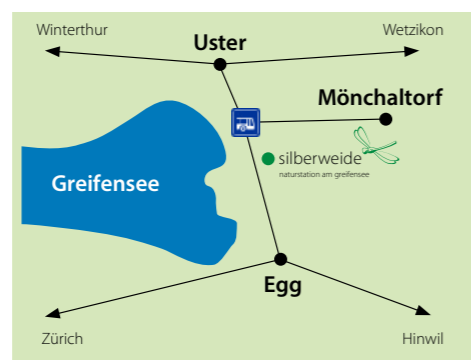 Winterthur
Wetzikon
Uster
Mönchaltorf
silberweide
naturstation am greifensee
Greifensee
Egg
Zürich
Hinwil